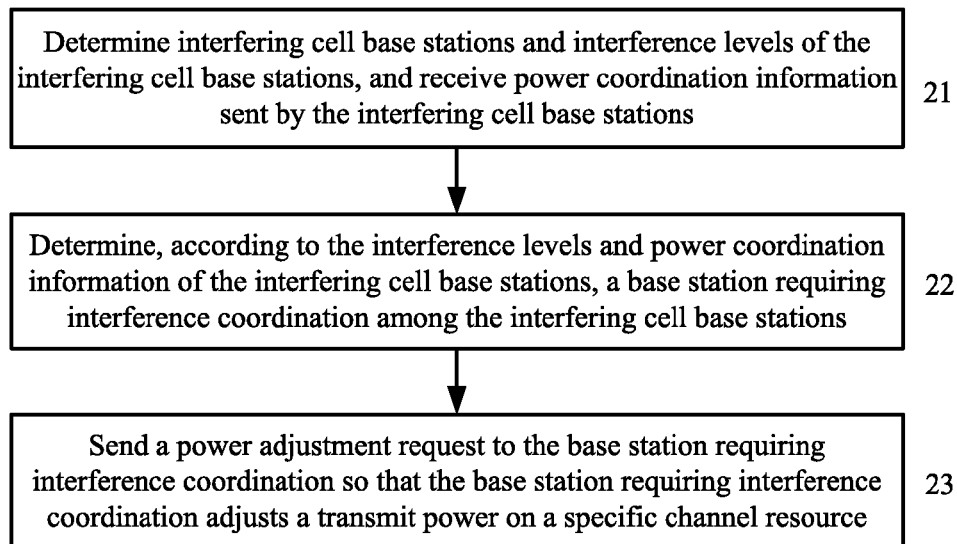 Determine interfering cell base stations and interference levels of the
interfering cell base stations, and receive power coordination information
sent by the interfering cell base stations
21
Determine, according to the interference levels and power coordination
information of the interfering cell base stations, a base station requiring
interference coordination among the interfering cell base stations
22
Send a power adjustment request to the base station requiring
interference coordination so that the base station requiring interference
coordination adjusts a transmit power on a specific channel resource
23